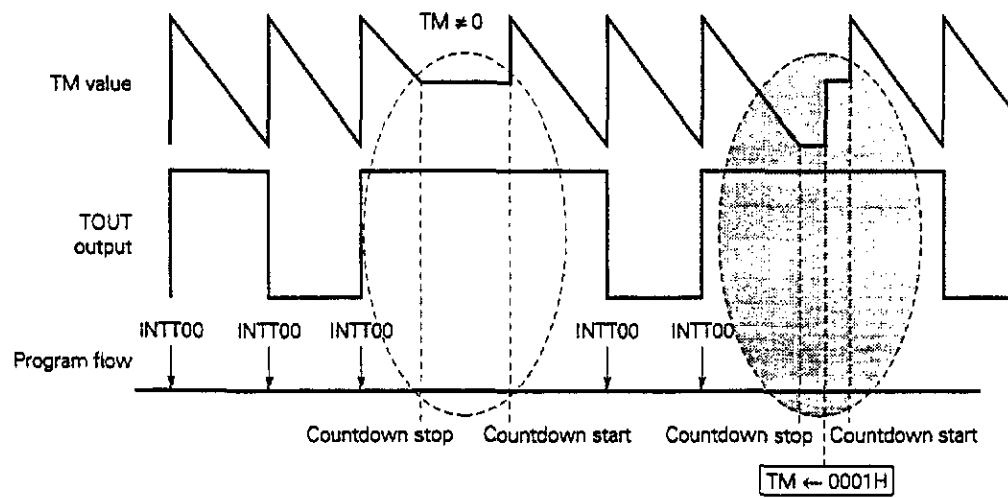 TM ≠ 0
TM value
TOUT
output
INTT00 INTT00 INTT00 INTT00 INTT00
Program flow
Countdown stop Countdown start Countdown stop Countdown start
TM ← 0001H